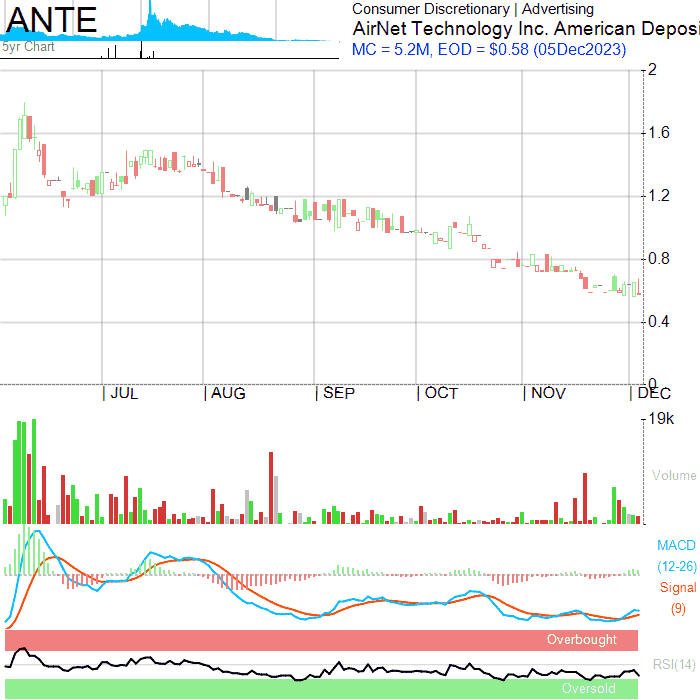 ANTE
5yr Chart
Consumer Discretionary | Advertising
AirNet Technology Inc. American Deposi
MC = 5.2M, EOD = $0.58 (05Dec2023)
2
1.6
1.2
0.8
0.4
0
| JUL | AUG | SEP | OCT | NOV | DEC
19k
Volume
MACD
(12-26)
Signal
(9)
Overbought
RSI(14)
Oversold